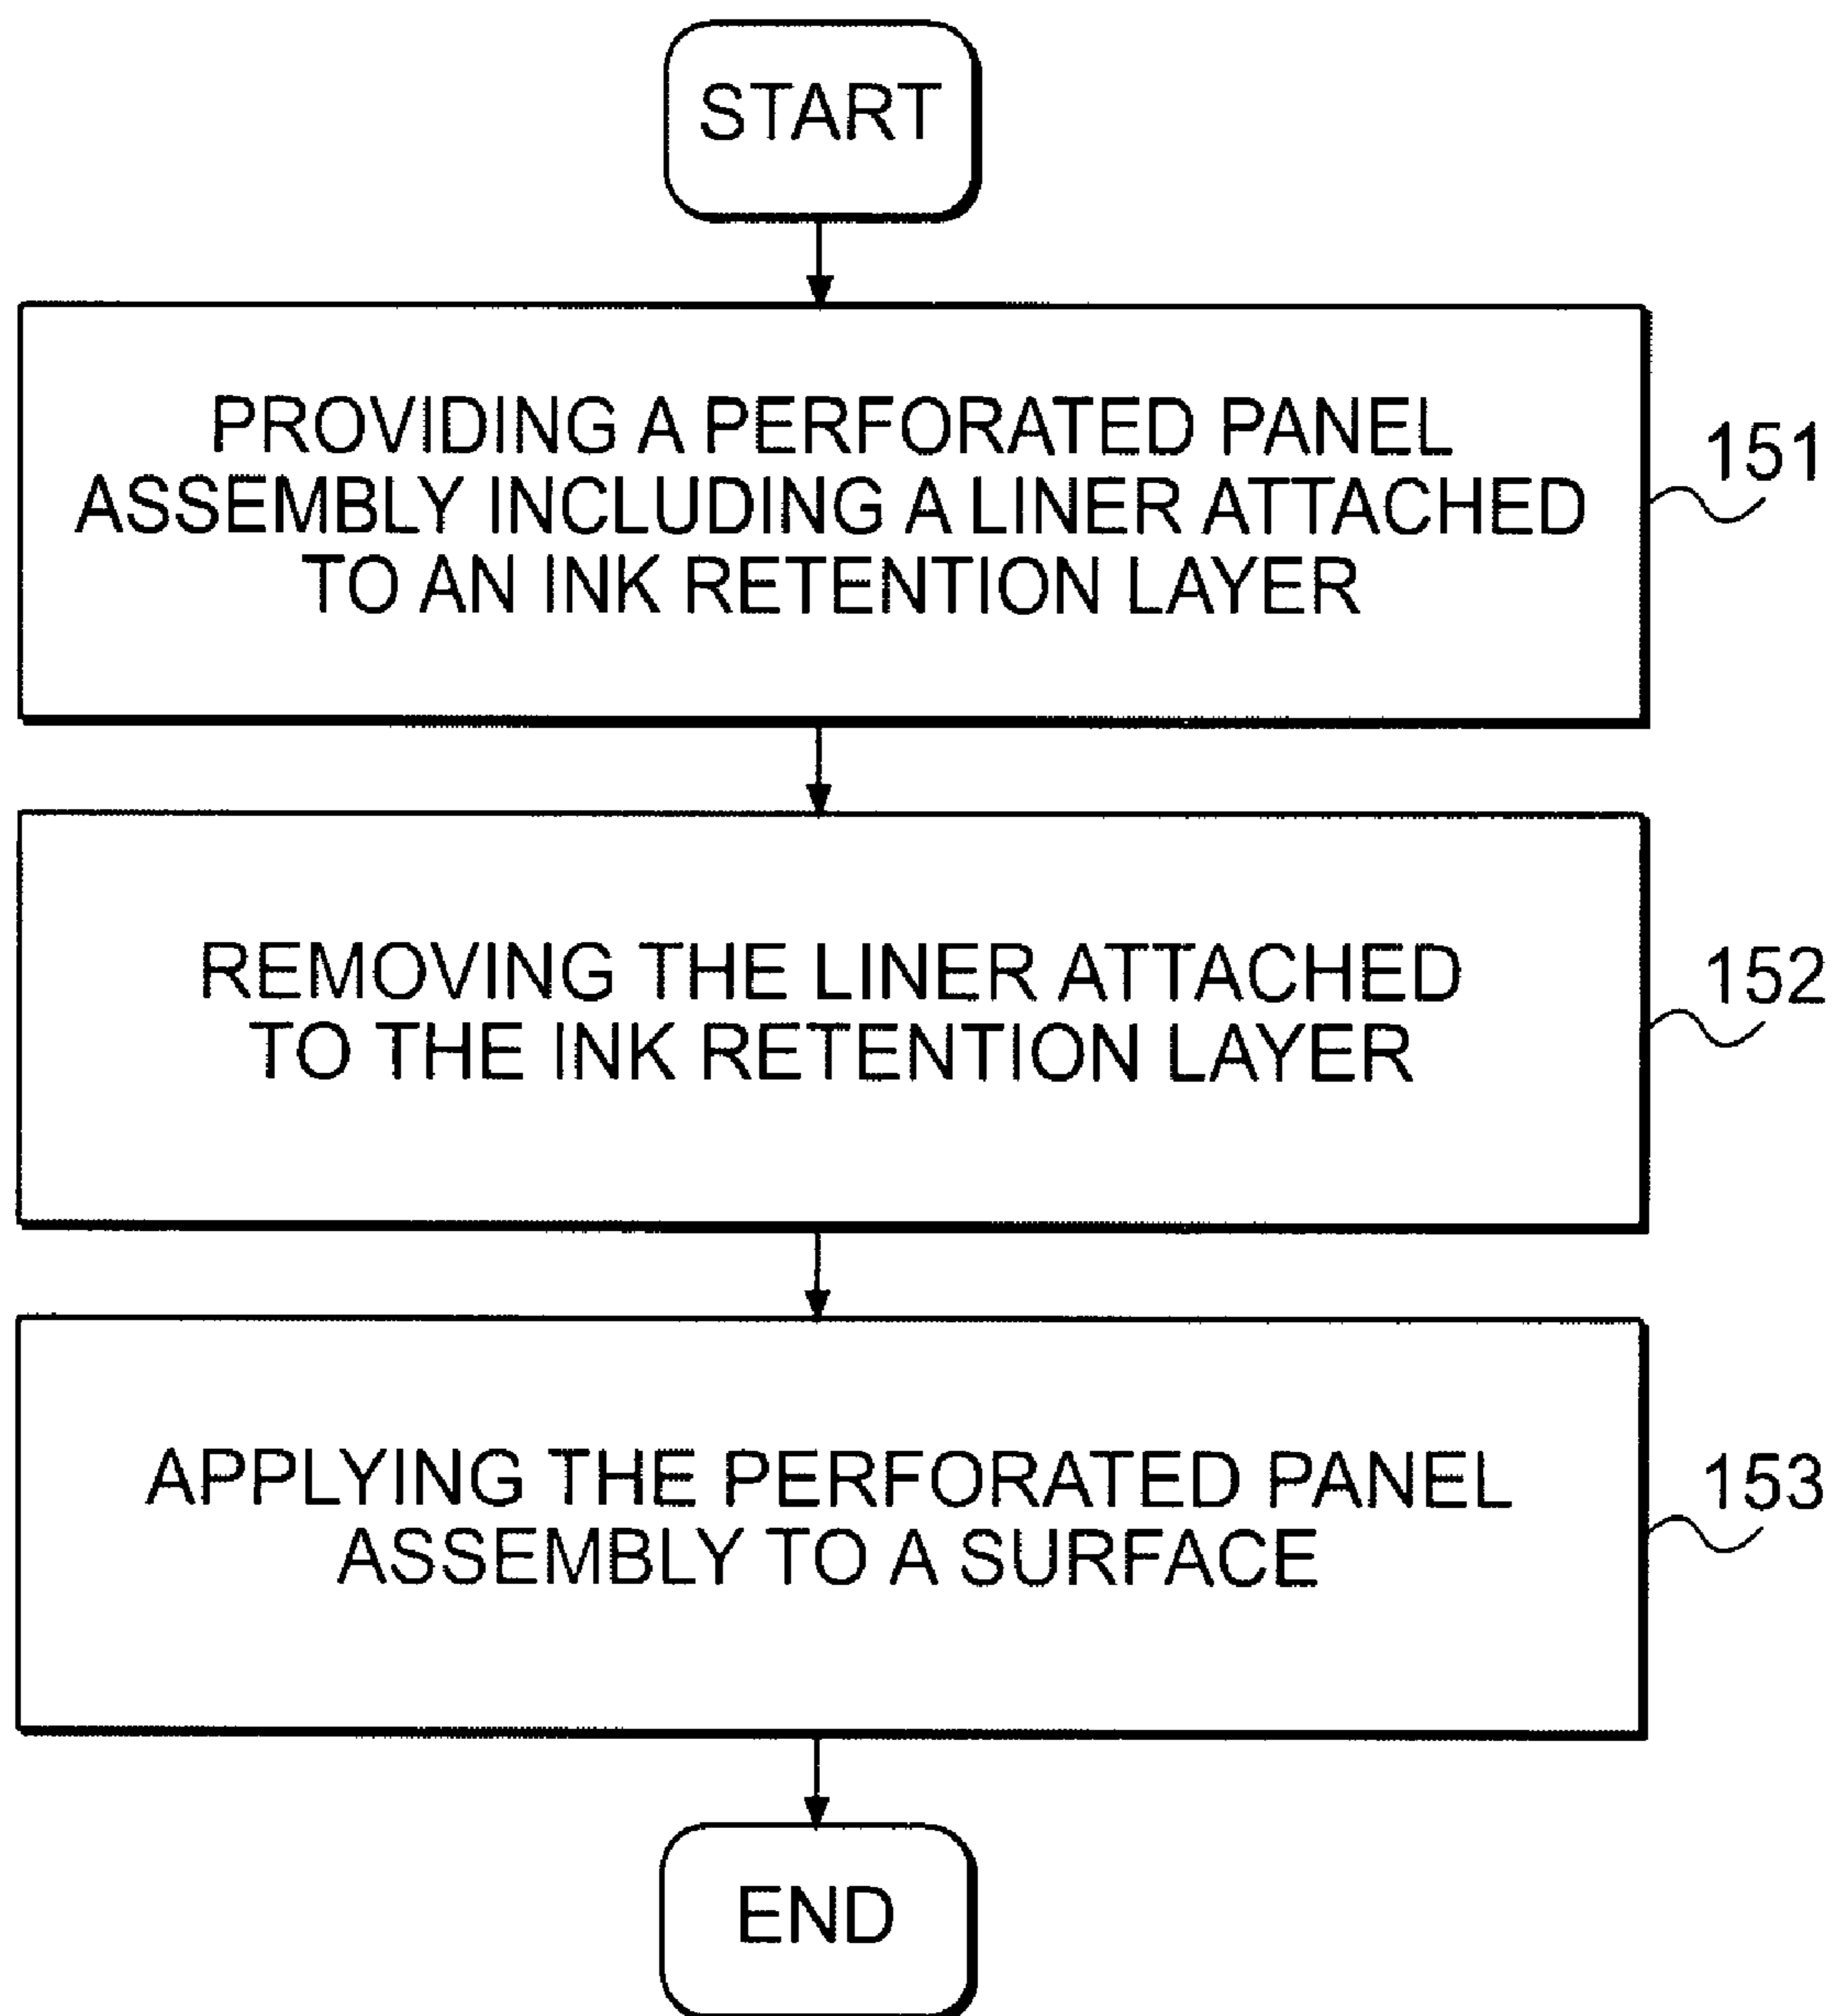 START
PROVIDING A PERFORATED PANEL
ASSEMBLY INCLUDING A LINER ATTACHED
TO AN INK RETENTION LAYER
151
REMOVING THE LINER ATTACHED
TO THE INK RETENTION LAYER
152
APPLYING THE PERFORATED PANEL
ASSEMBLY TO A SURFACE
153
END